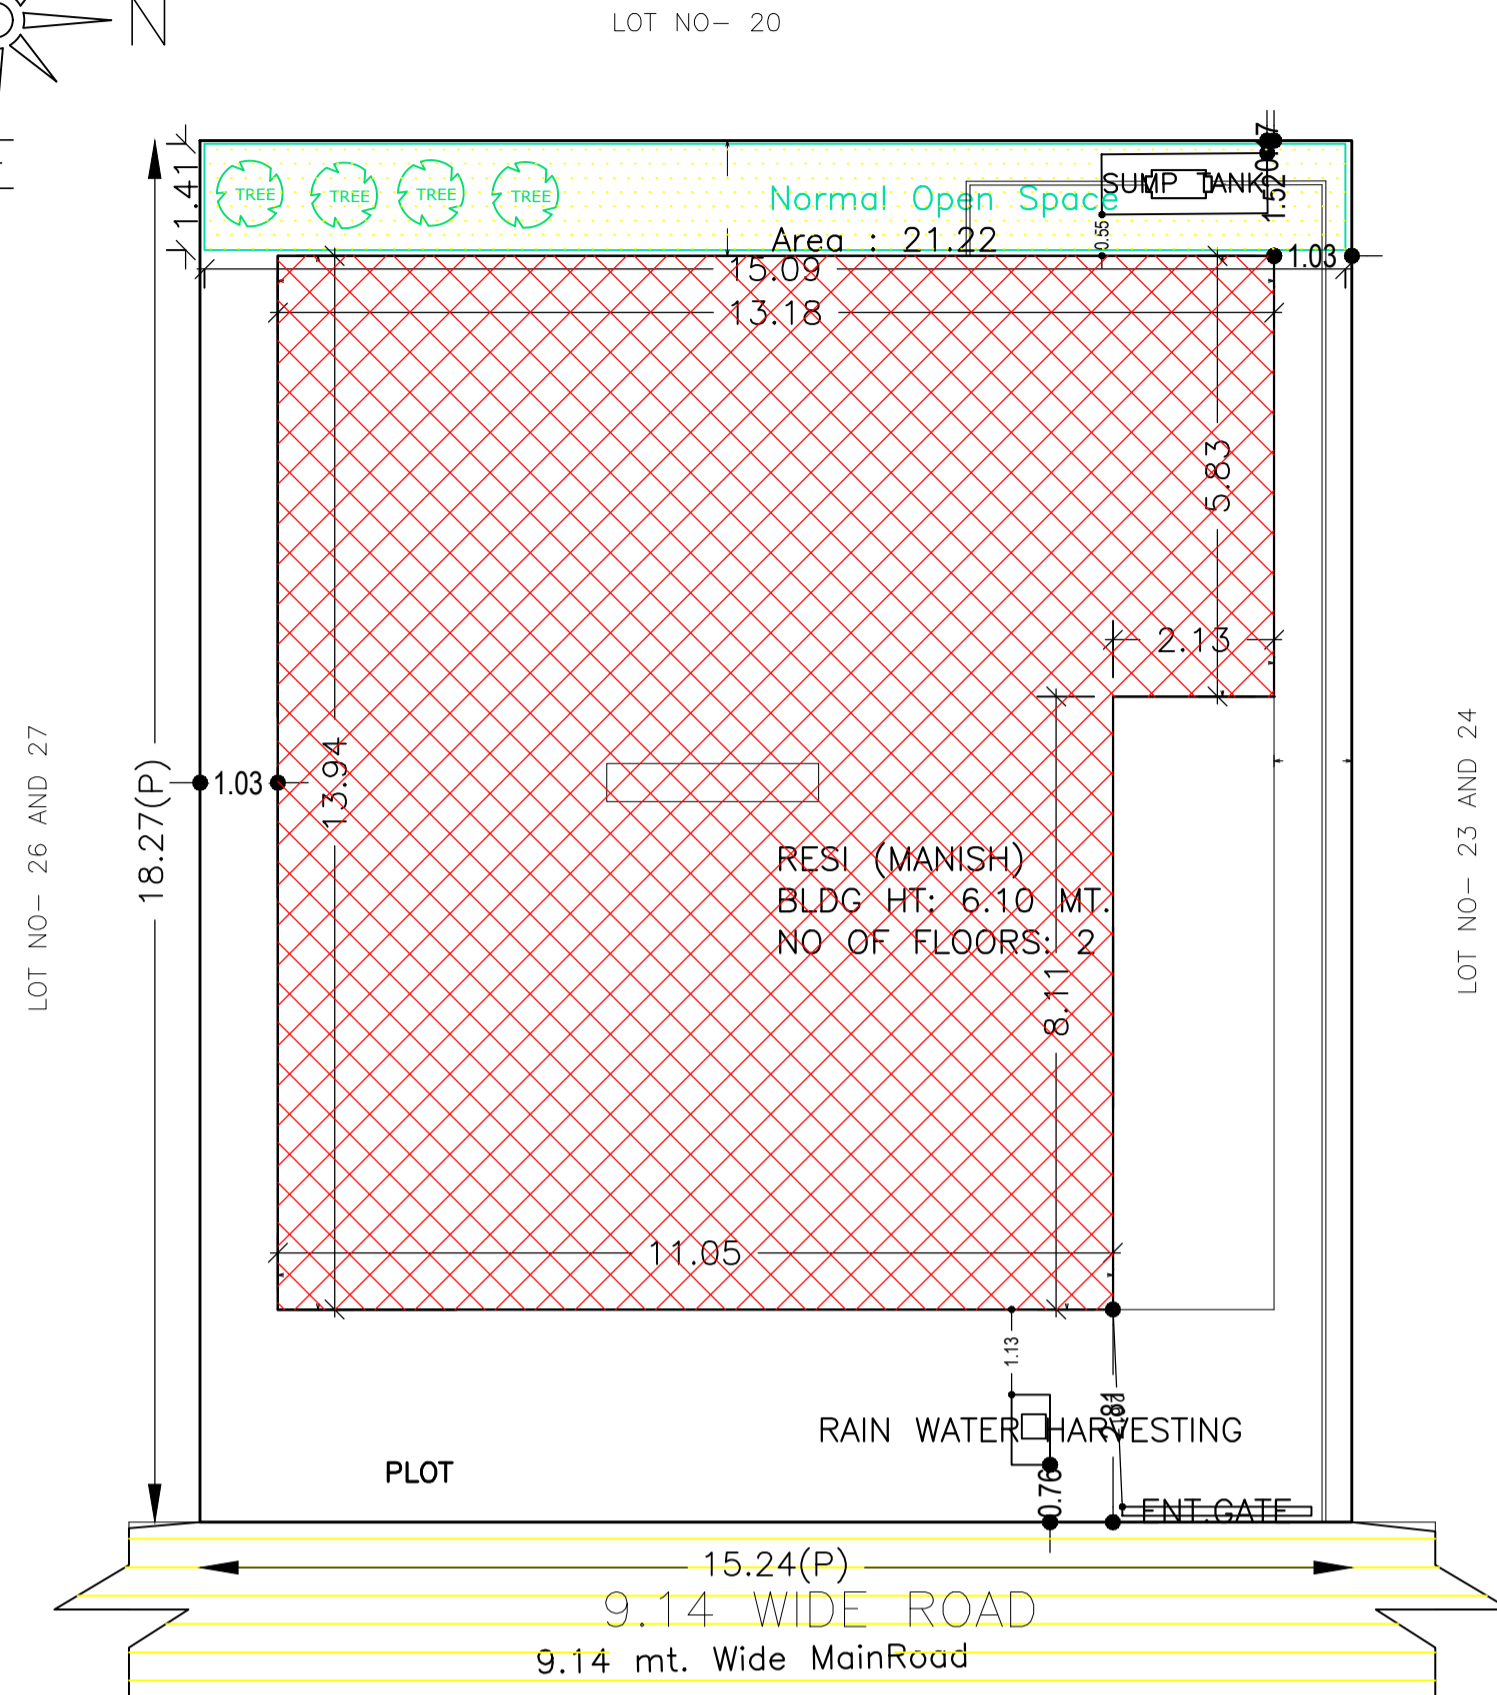 N
LOT NO- 20
1.41
TREE
TREE
TREE
TREE
Normal Open Space
Area : 21.22
SUMP TANK
1.52
0.55
1.03
15.09
13.18
5.83
2.13
LOT NO- 26 AND 27
18.27(P)
1.03
13.94
LOT NO- 23 AND 24
RESI (MANISH)
BLDG HT: 6.10 MT.
NO OF FLOORS: 2
8.11
11.05
1.13
2.81
RAIN WATER HARVESTING
PLOT
0.76
ENT.GATE
15.24(P)
9.14 WIDE ROAD
9.14 mt. Wide MainRoad